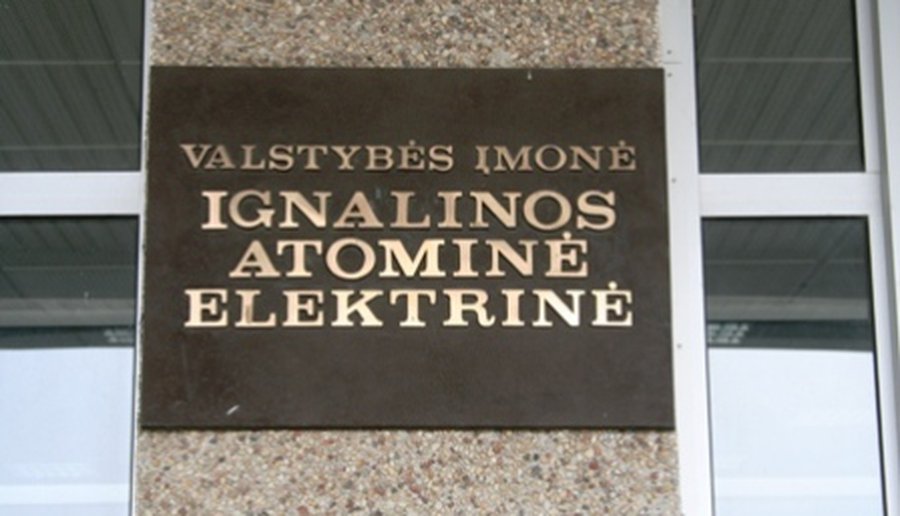 VALSTYBĖS ĮMONĖ
IGNALINOS
ATOMINĖ
ELEKTRINĖ